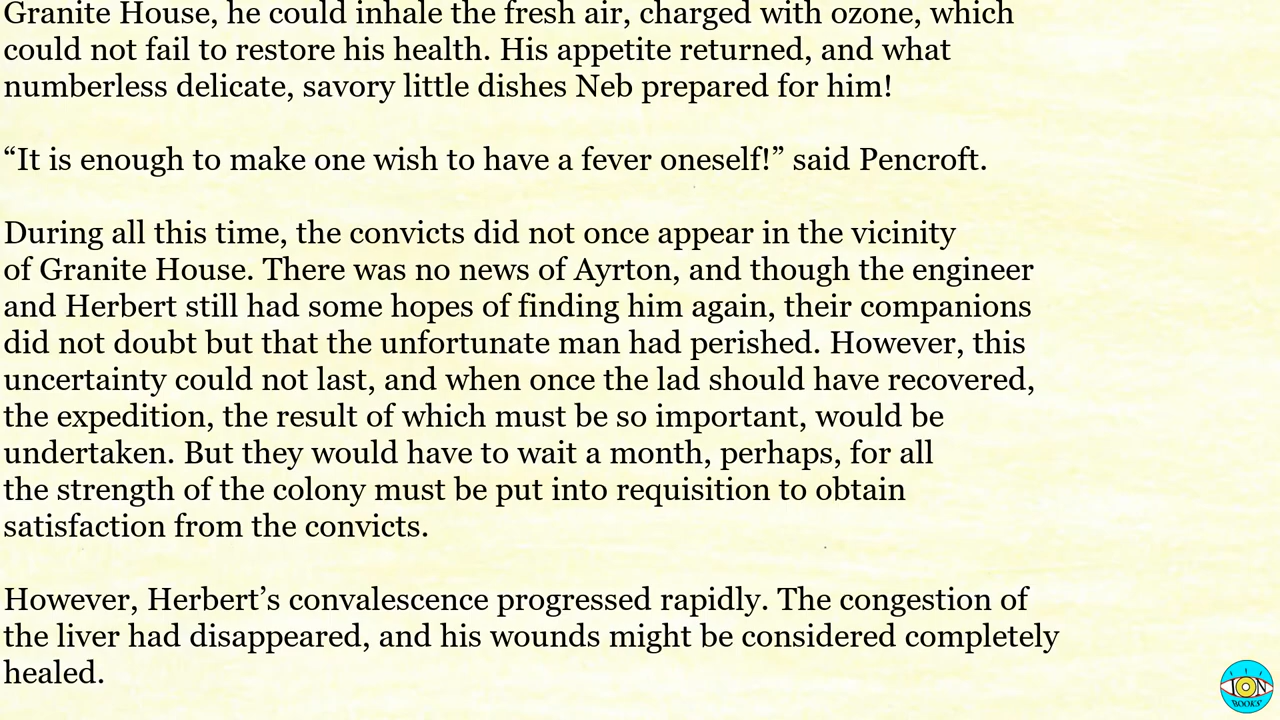 Granite House, he could inhale the fresh air, charged with ozone, which
could not fail to restore his health. His appetite returned, and what
numberless delicate, savory little dishes Neb prepared for him!
“It is enough to make one wish to have a fever oneself!” said Pencroft.
During all this time, the convicts did not once appear in the vicinity
of Granite House. There was no news of Ayrton, and though the engineer
and Herbert still had some hopes of finding him again, their companions
did not doubt but that the unfortunate man had perished. However, this
uncertainty could not last, and when once the lad should have recovered,
the expedition, the result of which must be so important, would be
undertaken. But they would have to wait a month, perhaps, for all
the strength of the colony must be put into requisition to obtain
satisfaction from the convicts.
However, Herbert’s convalescence progressed rapidly. The congestion of
the liver had disappeared, and his wounds might be considered completely
healed.
ION
BOOKS